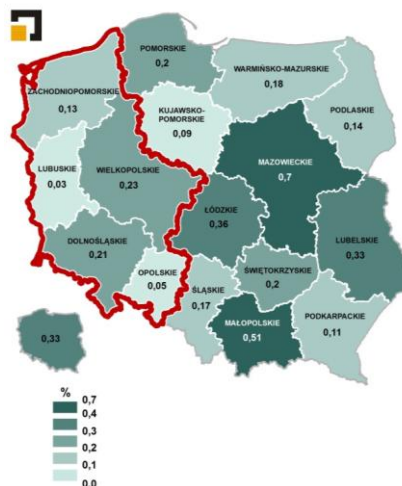 POMORSKIE
0,2
WARMIŃSKO-MAZURSKIE
0,18
ZACHODNIOPOMORSKIE
0,13
KUJAWSKO-
POMORSKIE
0,09
PODLASKIE
0,14
MAZOWIECKIE
0,7
LUBUSKIE
0,03
WIELKOPOLSKIE
0,23
ŁÓDZKIE
0,36
LUBELSKIE
0,33
DOLNOŚLĄSKIE
0,21
OPOLSKIE
0,05
ŚLĄSKIE
0,17
ŚWIĘTOKRZYSKIE
0,2
MAŁOPOLSKIE
0,51
PODKARPACKIE
0,11
0,33
%
0,7
0,4
0,3
0,2
0,1
0,0